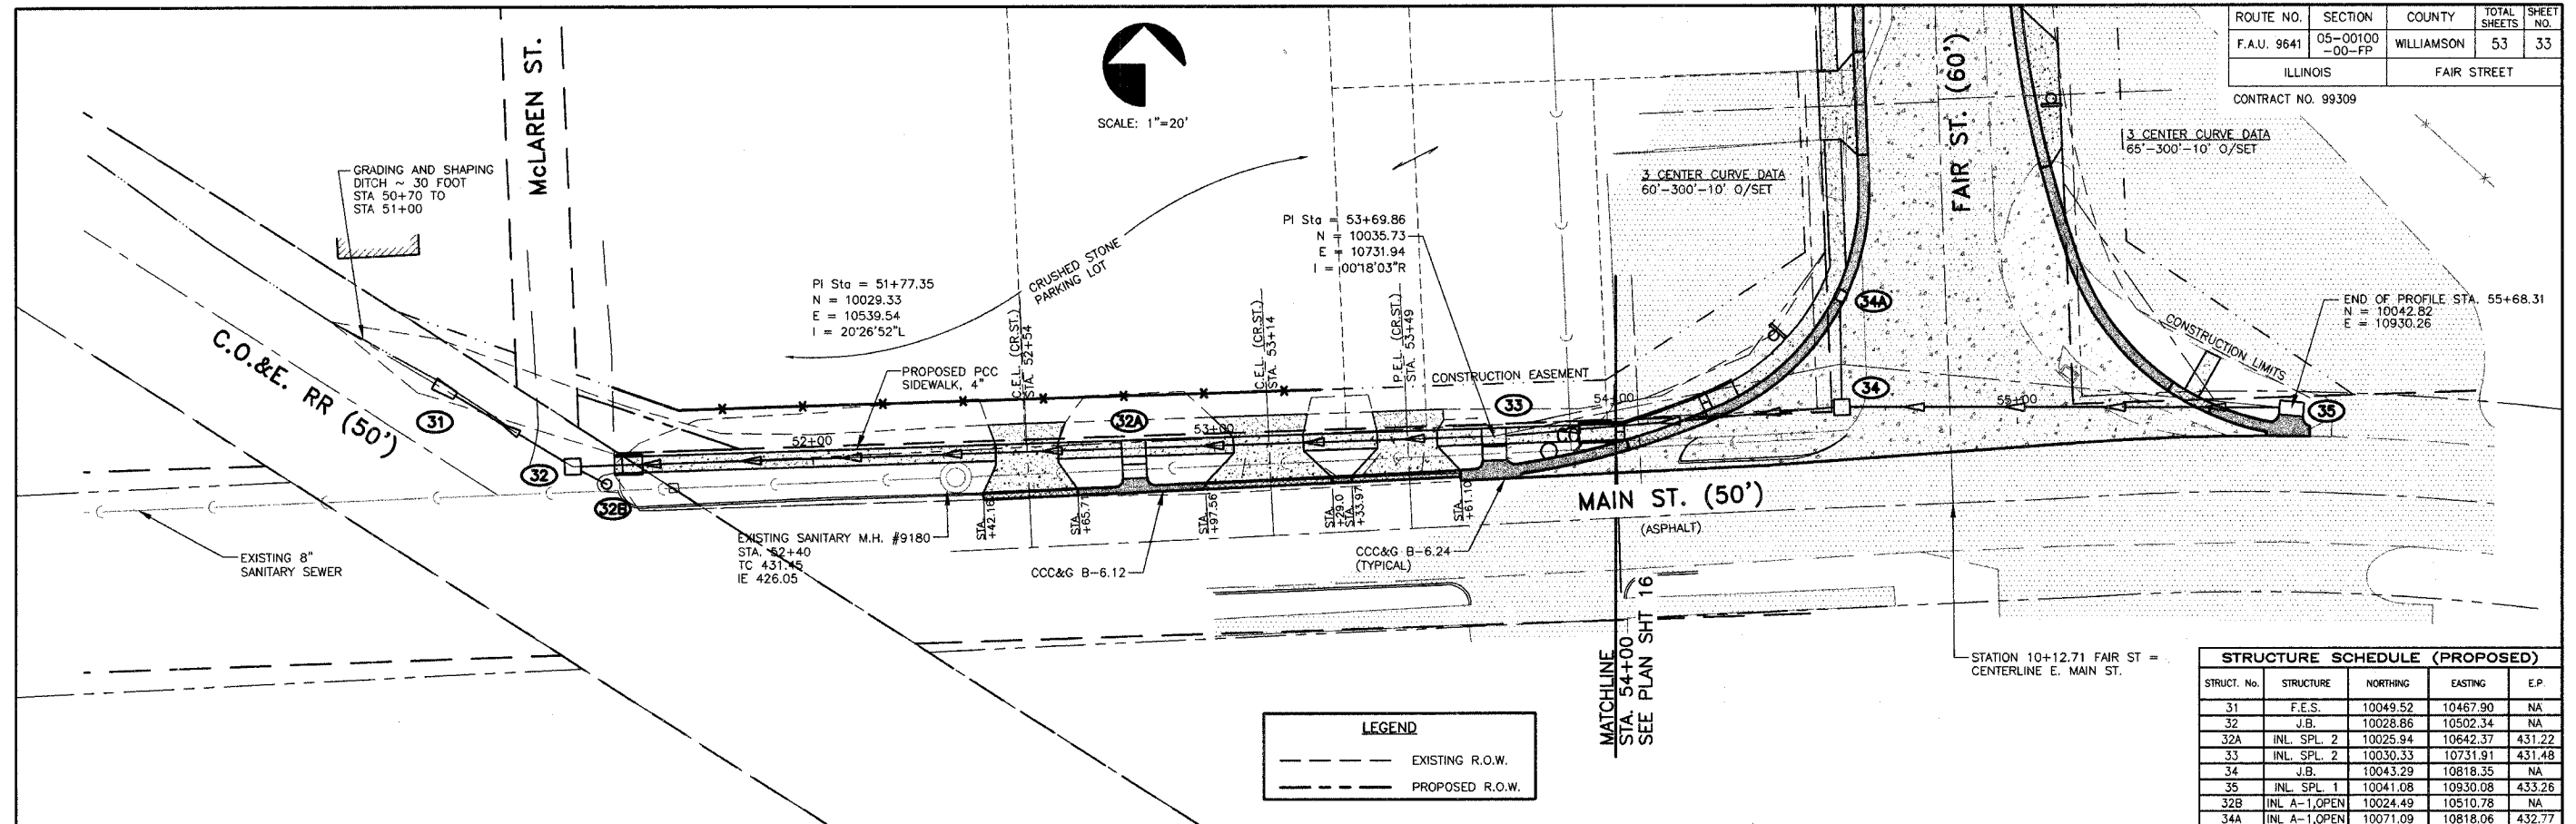 ROUTE NO. SECTION COUNTY TOTAL SHEETS SHEET NO.
F.A.U. 9641 05-00100 -00-FP WILLIAMSON 53 33
ILLINOIS FAIR STREET
CONTRACT NO. 99309
McLAREN ST.
SCALE: 1"=20'
FAIR ST. (60')
3 CENTER CURVE DATA
65'-300'-10' O/SET
3 CENTER CURVE DATA
60'-300'-10' O/SET
GRADING AND SHAPING
DITCH ~ 30 FOOT
STA 50+70 TO
STA 51+00
PI Sta = 53+69.86
N = 10035.73
E = 10731.94
I = 00°18'03"R
CRUSHED STONE
PARKING LOT
PI Sta = 51+77.35
N = 10029.33
E = 10539.54
I = 20°26'52"L
C.E.L. (CR.ST.)
STA. 52+54
C.E.L. (CR.ST.)
STA. 53+14
P.E.L. (CR.ST.)
STA. 53+49
34A
END OF PROFILE STA. 55+68.31
N = 10042.82
E = 10930.26
CONSTRUCTION LIMITS
C.O.&E. RR (50')
PROPOSED PCC
SIDEWALK, 4"
CONSTRUCTION EASEMENT
31
32
32A
33
34
35
32B
52+00
53+00
54+00
55+00
CO
STA. +42.16
STA. +65.71
STA. +97.56
STA. +29.0
STA. +33.97
STA. +61.10
MAIN ST. (50')
(ASPHALT)
EXISTING 8"
SANITARY SEWER
EXISTING SANITARY M.H. #9180
STA. 52+40
TC 431.45
IE 426.05
CCC&G B-6.12
CCC&G B-6.24
(TYPICAL)
MATCHLINE
STA. 54+00
SEE PLAN SHT 16
STATION 10+12.71 FAIR ST =
CENTERLINE E. MAIN ST.
LEGEND
EXISTING R.O.W.
PROPOSED R.O.W.
STRUCTURE SCHEDULE (PROPOSED)
STRUCT. No. STRUCTURE NORTHING EASTING E.P.
31 F.E.S. 10049.52 10467.90 NA
32 J.B. 10028.86 10502.34 NA
32A INL. SPL. 2 10025.94 10642.37 431.22
33 INL. SPL. 2 10030.33 10731.91 431.48
34 J.B. 10043.29 10818.35 NA
35 INL. SPL. 1 10041.08 10930.08 433.26
32B INL A-1,OPEN 10024.49 10510.78 NA
34A INL A-1,OPEN 10071.09 10818.06 432.77